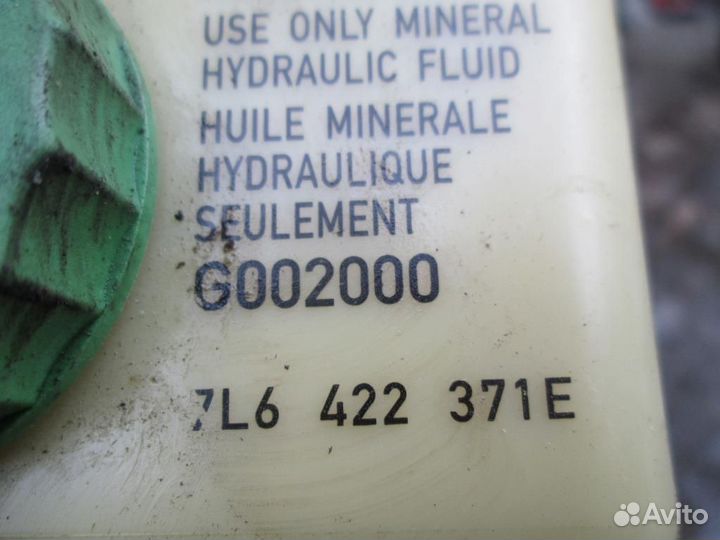 USE ONLY MINERAL
HYDRAULIC FLUID
HUILE MINERALE
HYDRAULIQUE
SEULEMENT
G002000
7L6 422 371E
Avito